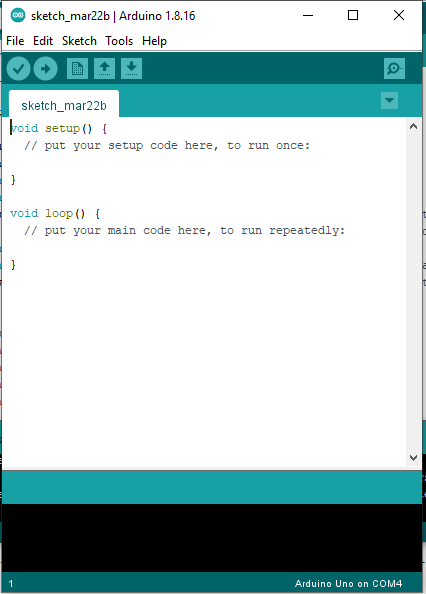 sketch_mar22b | Arduino 1.8.16
File Edit Sketch Tools Help
sketch_mar22b
void setup() {
// put your setup code here, to run once:
}
void loop() {
// put your main code here, to run repeatedly:
}
1 Arduino Uno on COM4